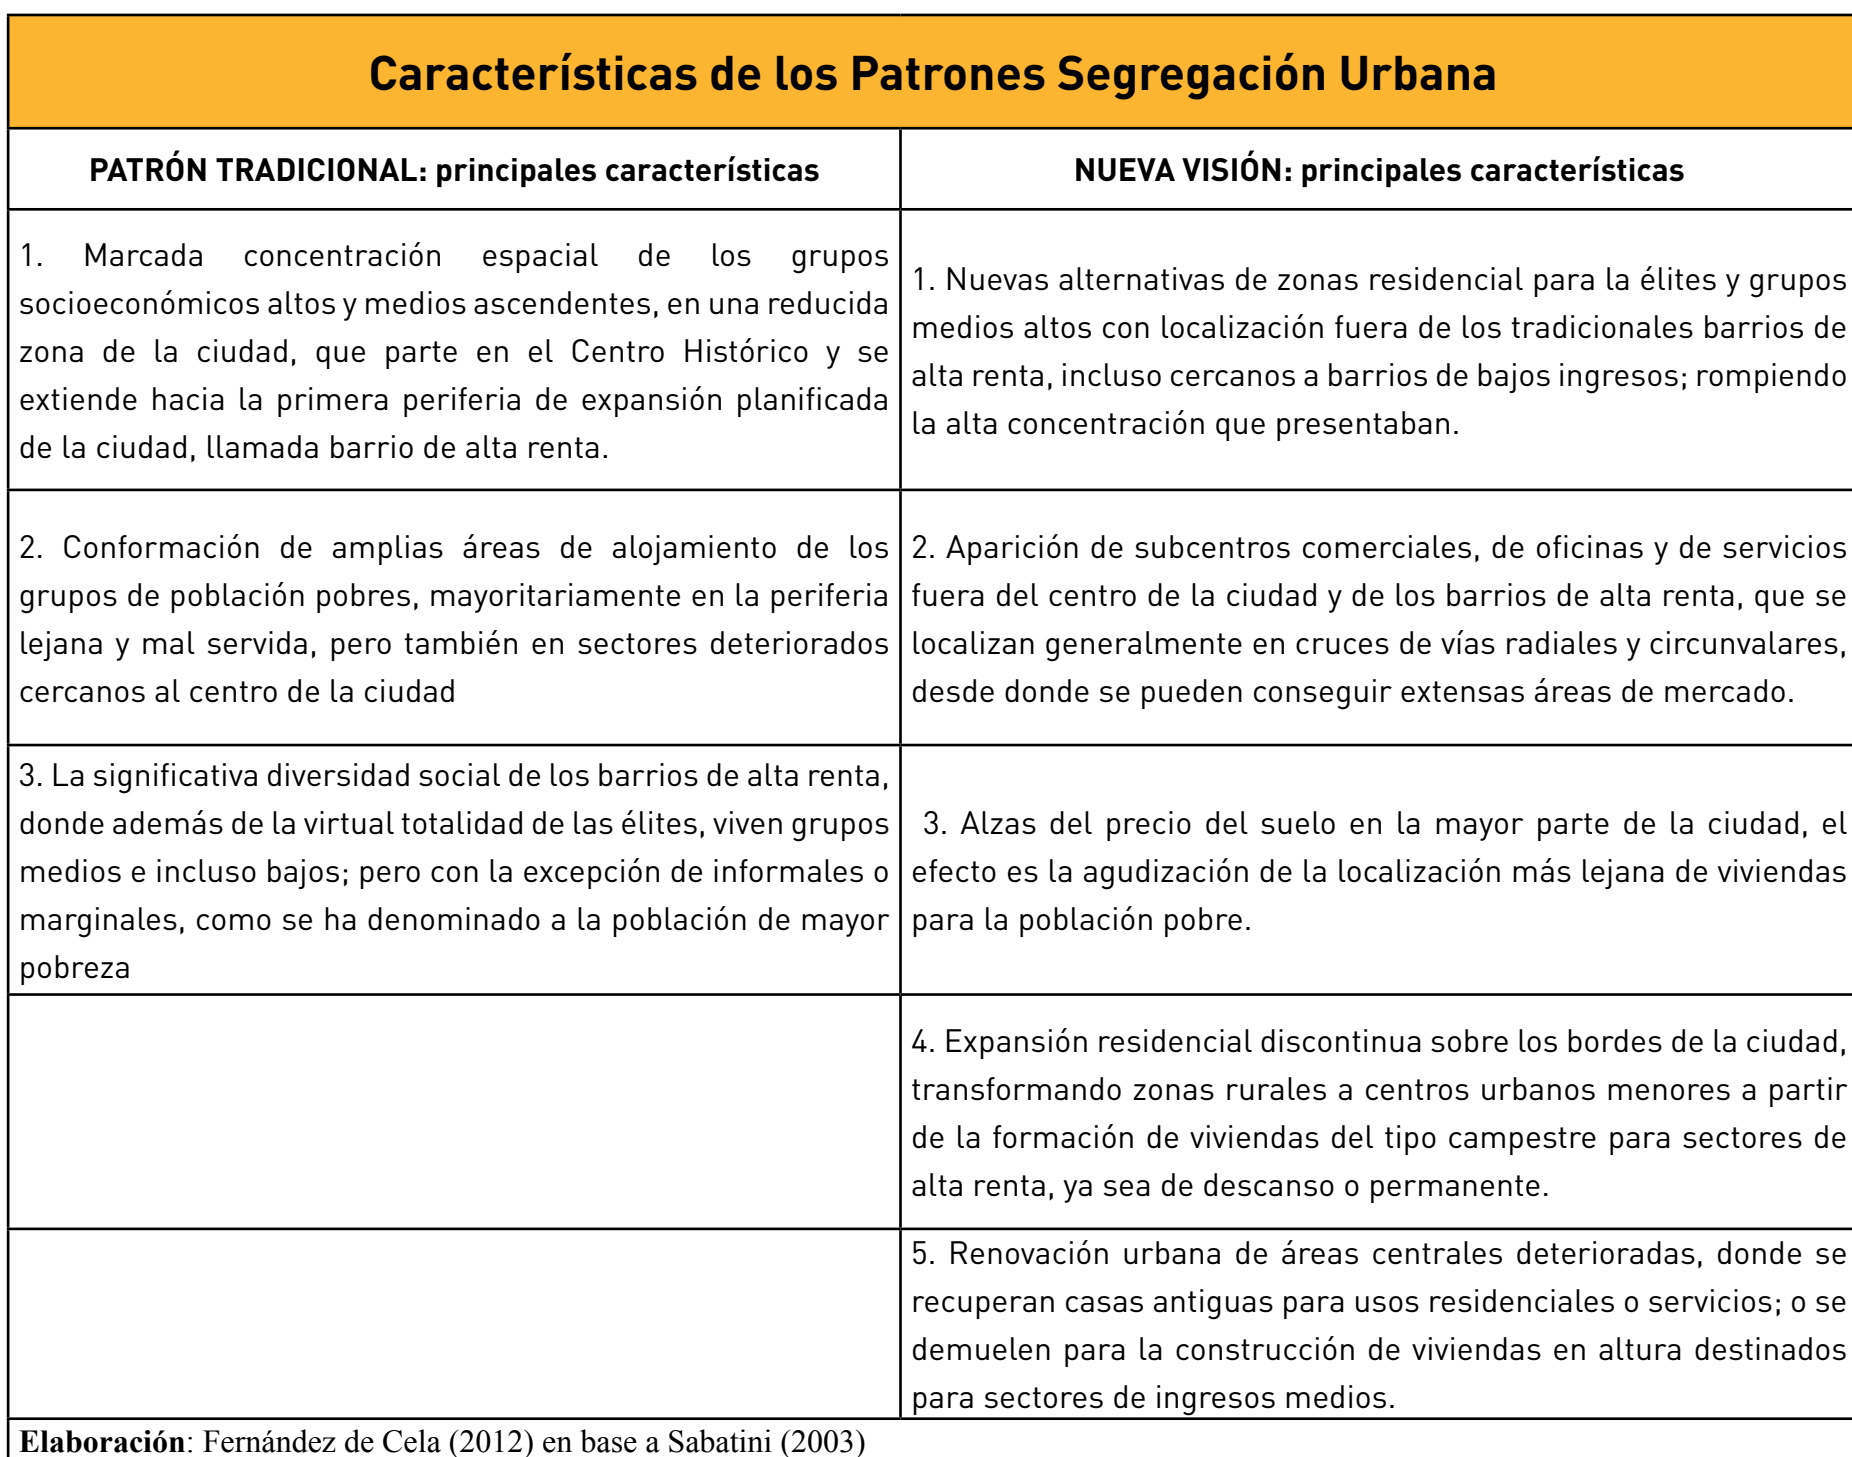 Características de los Patrones Segregación Urbana
PATRÓN TRADICIONAL: principales características
NUEVA VISIÓN: principales características
1. Marcada concentración espacial de los grupos
socioeconómicos altos y medios ascendentes, en una reducida
zona de la ciudad, que parte en el Centro Histórico y se
extiende hacia la primera periferia de expansión planificada
de la ciudad, llamada barrio de alta renta.
1. Nuevas alternativas de zonas residencial para la élites y grupos
medios altos con localización fuera de los tradicionales barrios de
alta renta, incluso cercanos a barrios de bajos ingresos; rompiendo
la alta concentración que presentaban.
2. Conformación de amplias áreas de alojamiento de los
grupos de población pobres, mayoritariamente en la periferia
lejana y mal servida, pero también en sectores deteriorados
cercanos al centro de la ciudad
2. Aparición de subcentros comerciales, de oficinas y de servicios
fuera del centro de la ciudad y de los barrios de alta renta, que se
localizan generalmente en cruces de vías radiales y circunvalares,
desde donde se pueden conseguir extensas áreas de mercado.
3. La significativa diversidad social de los barrios de alta renta,
donde además de la virtual totalidad de las élites, viven grupos
medios e incluso bajos; pero con la excepción de informales o
marginales, como se ha denominado a la población de mayor
pobreza
3. Alzas del precio del suelo en la mayor parte de la ciudad, el
efecto es la agudización de la localización más lejana de viviendas
para la población pobre.
4. Expansión residencial discontinua sobre los bordes de la ciudad,
transformando zonas rurales a centros urbanos menores a partir
de la formación de viviendas del tipo campestre para sectores de
alta renta, ya sea de descanso o permanente.
5. Renovación urbana de áreas centrales deterioradas, donde se
recuperan casas antiguas para usos residenciales o servicios; o se
demuelen para la construcción de viviendas en altura destinados
para sectores de ingresos medios.
Elaboración: Fernández de Cela (2012) en base a Sabatini (2003)